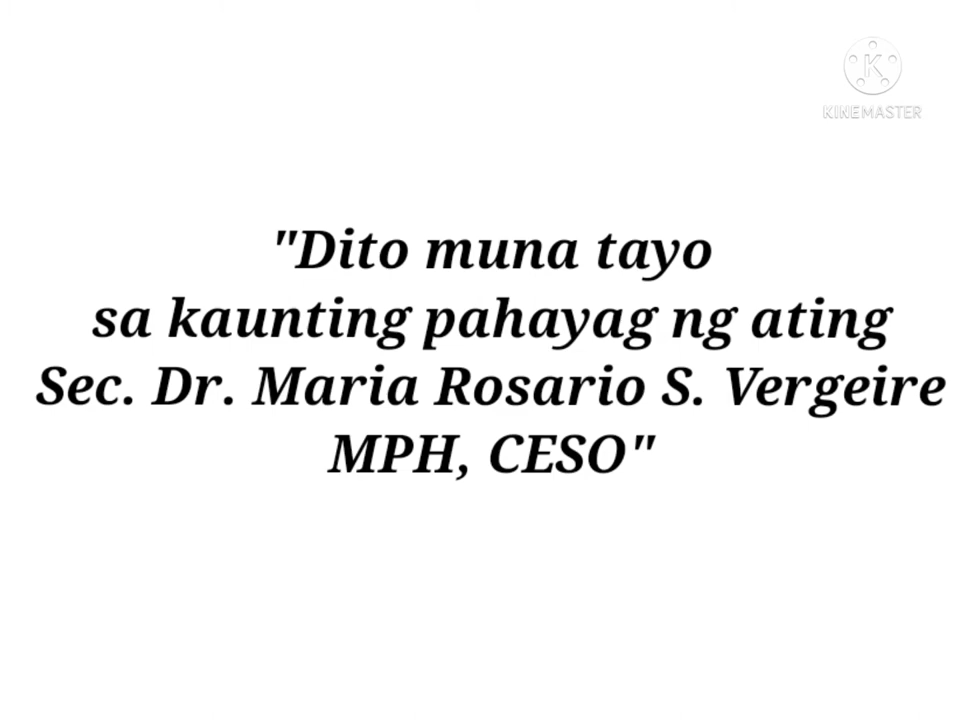 KINEMASTER
"Dito muna tayo
sa kaunting pahayag ng ating
Sec. Dr. Maria Rosario S. Vergeire
MPH, CESO"